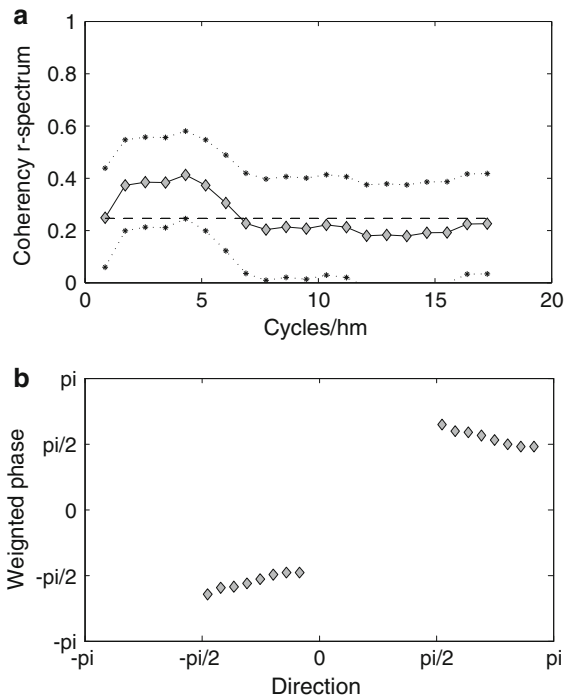 a
1
0.8
0.6
0.4
0.2
0
Coherency r-spectrum
0 5 10 15 20
Cycles/hm
b
pi
pi/2
0
-pi/2
-pi
Weignted phase
-pi -pi/2 0 pi/2 pi
Direction